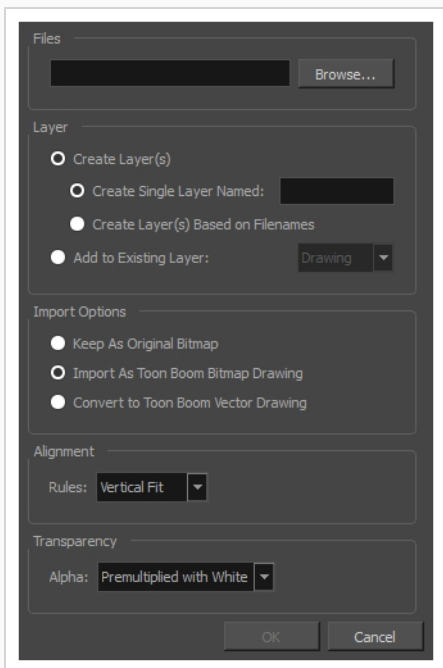 Files
Browse...
Layer
Create Layer(s)
Create Single Layer Named:
Create Layer(s) Based on Filenames
Add to Existing Layer: Drawing
Import Options
Keep As Original Bitmap
Import As Toon Boom Bitmap Drawing
Convert to Toon Boom Vector Drawing
Alignment
Rules: Vertical Fit
Transparency
Alpha: Premultiplied with White
OK Cancel